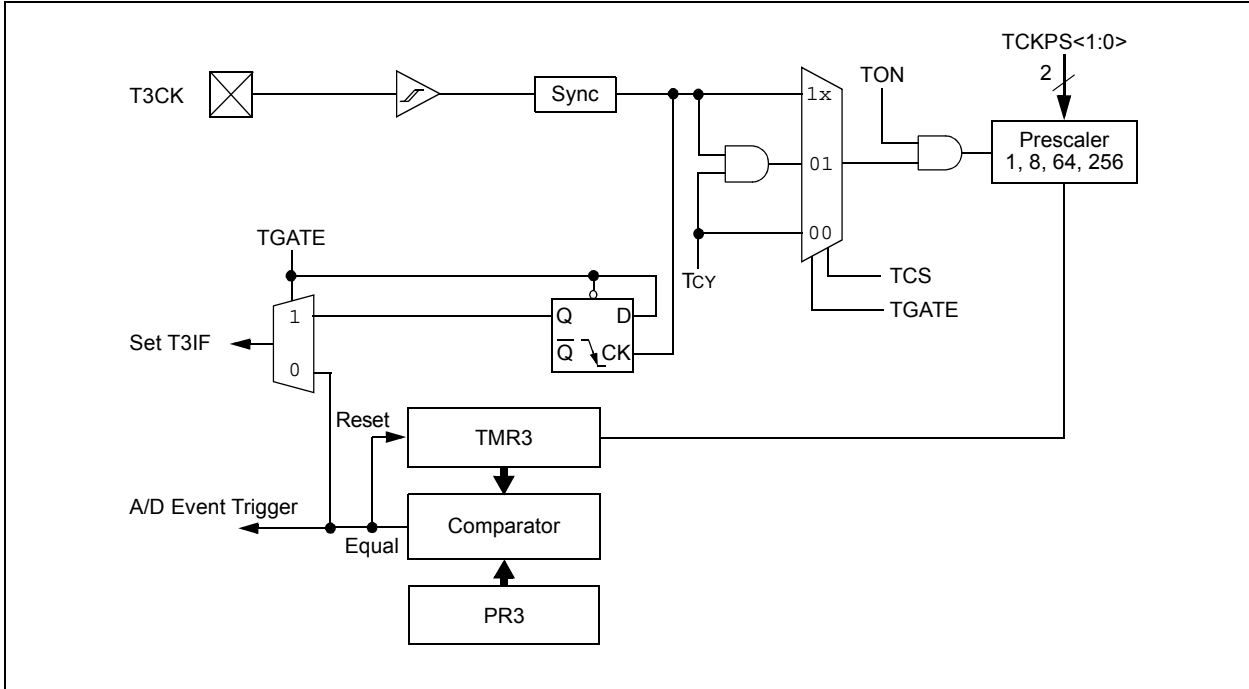 TCKPS<1:0>
2
TON
T3CK
Sync
1x
Prescaler
1, 8, 64, 256
01
00
TGATE
TCY
TCS
TGATE
1
Q
D
Set T3IF
Q̅
CK
0
Reset
TMR3
A/D Event Trigger
Comparator
Equal
PR3